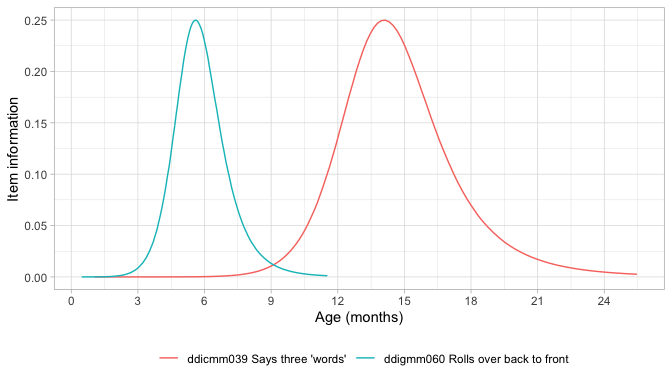 0.25
0.20
0.15
0.10
0.05
0.00
Item information
0 3 6 9 12 15 18 21 24
Age (months)
ddicmm039 Says three 'words' ddigmm060 Rolls over back to front